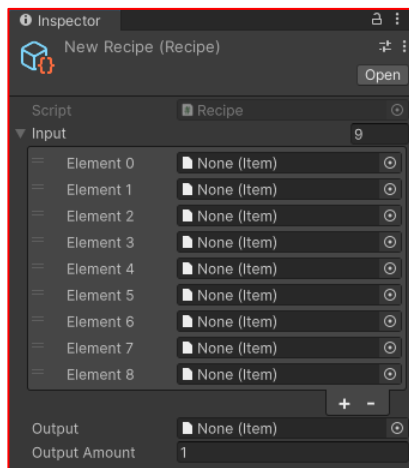 Inspector
New Recipe (Recipe)
Open
Script Recipe
Input 9
Element 0 None (Item)
Element 1 None (Item)
Element 2 None (Item)
Element 3 None (Item)
Element 4 None (Item)
Element 5 None (Item)
Element 6 None (Item)
Element 7 None (Item)
Element 8 None (Item)
+ -
Output None (Item)
Output Amount 1